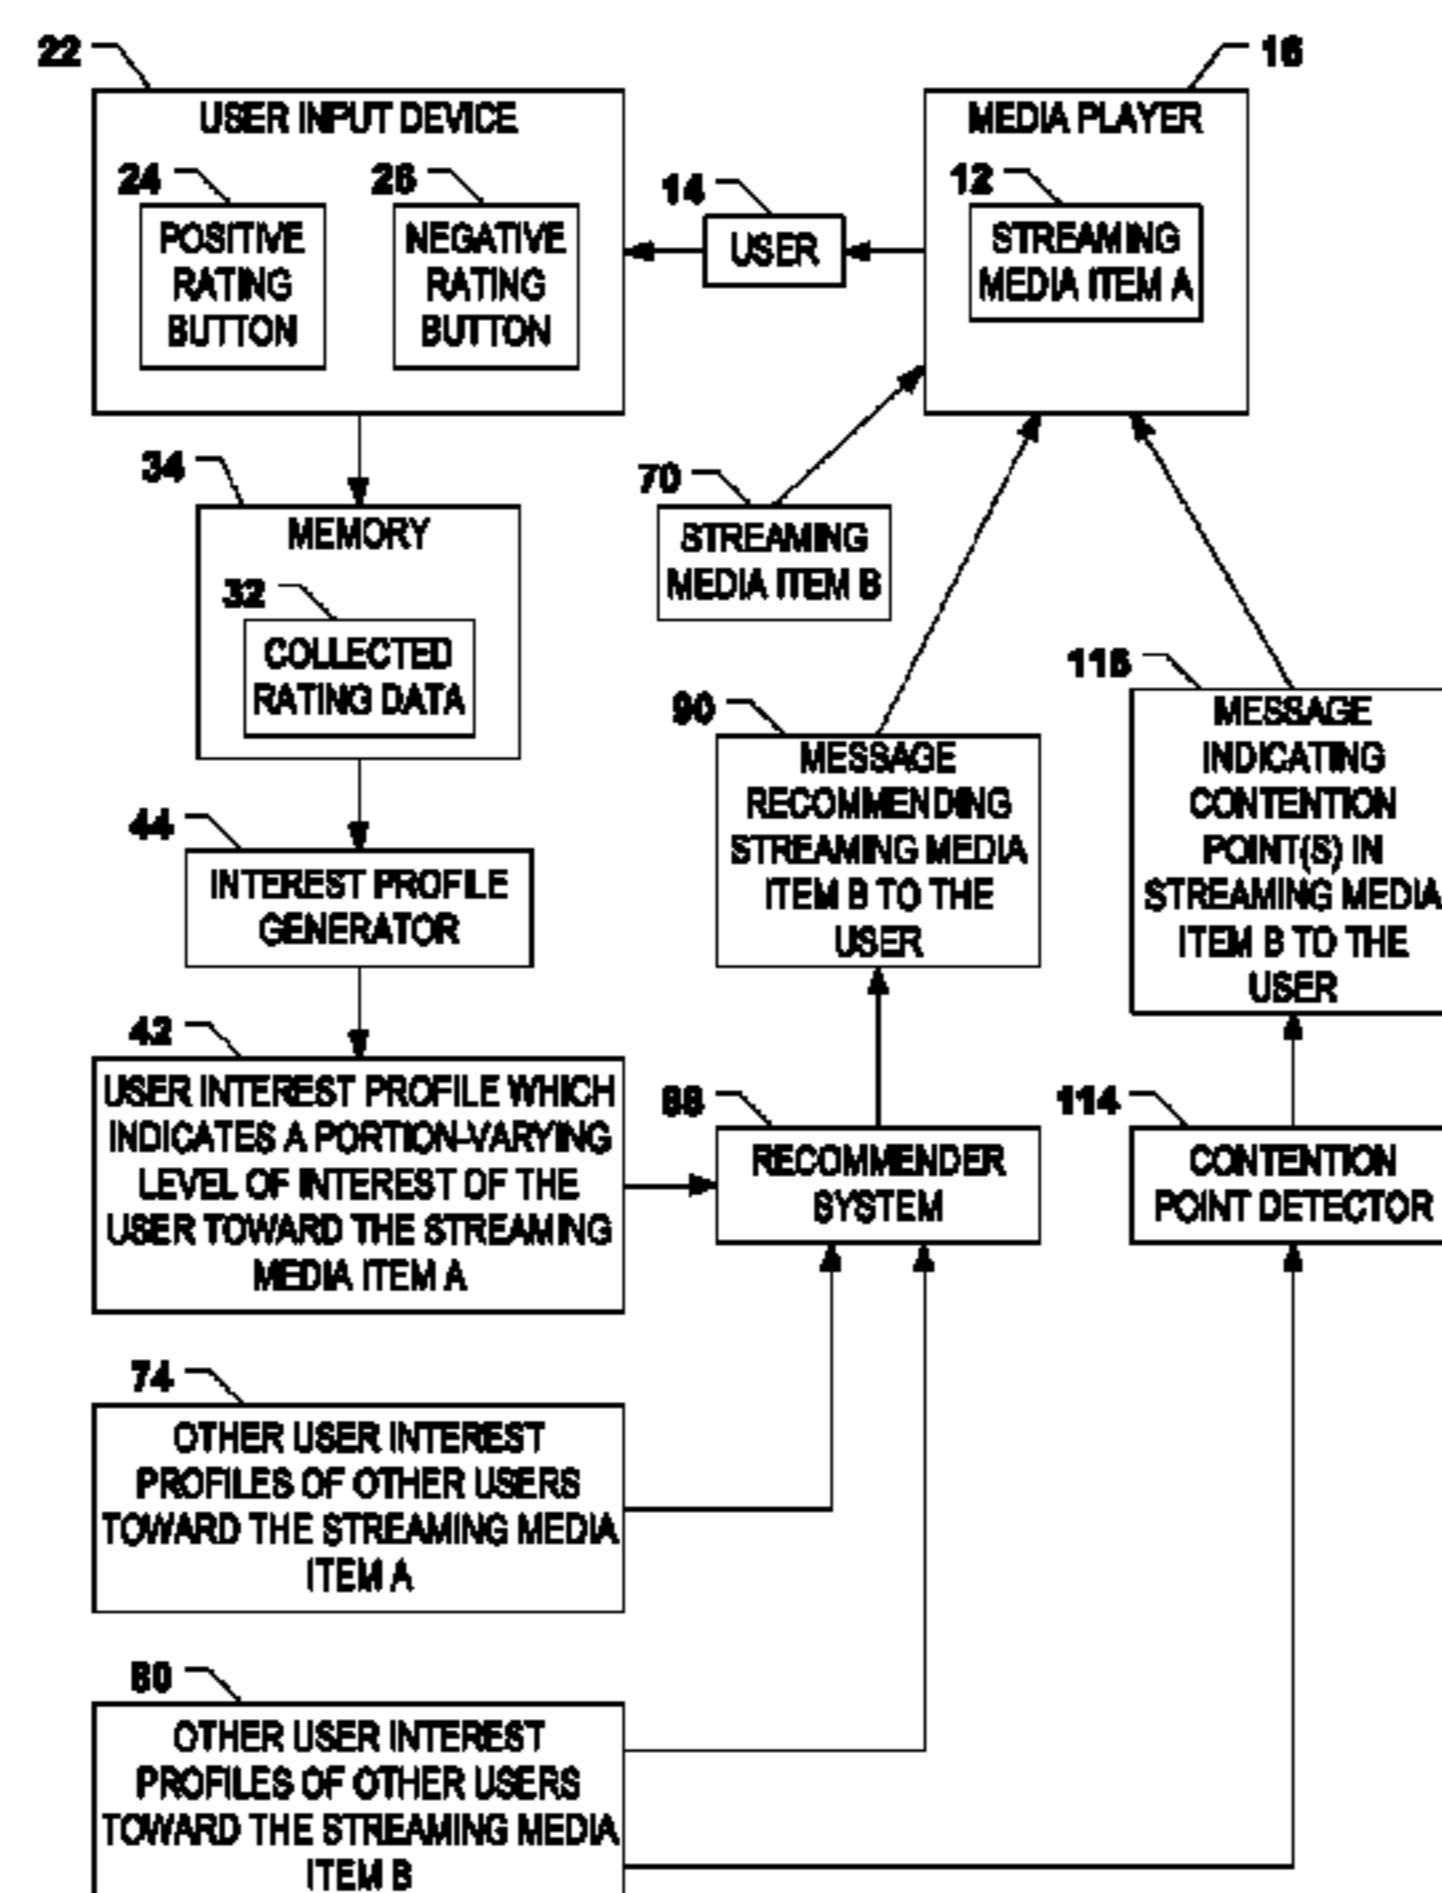 22
USER INPUT DEVICE
24
POSITIVE
RATING
BUTTON
26
NEGATIVE
RATING
BUTTON
14
USER
16
MEDIA PLAYER
12
STREAMING
MEDIA ITEM A
34
MEMORY
32
COLLECTED
RATING DATA
70
STREAMING
MEDIA ITEM B
44
INTEREST PROFILE
GENERATOR
90
MESSAGE
RECOMMENDING
STREAMING MEDIA
ITEM B TO THE
USER
116
MESSAGE
INDICATING
CONTENTION
POINT(S) IN
STREAMING MEDIA
ITEM B TO THE
USER
42
USER INTEREST PROFILE WHICH
INDICATES A PORTION-VARYING
LEVEL OF INTEREST OF THE
USER TOWARD THE STREAMING
MEDIA ITEM A
88
RECOMMENDER
SYSTEM
114
CONTENTION
POINT DETECTOR
74
OTHER USER INTEREST
PROFILES OF OTHER USERS
TOWARD THE STREAMING MEDIA
ITEM A
80
OTHER USER INTEREST
PROFILES OF OTHER USERS
TOWARD THE STREAMING MEDIA
ITEM B